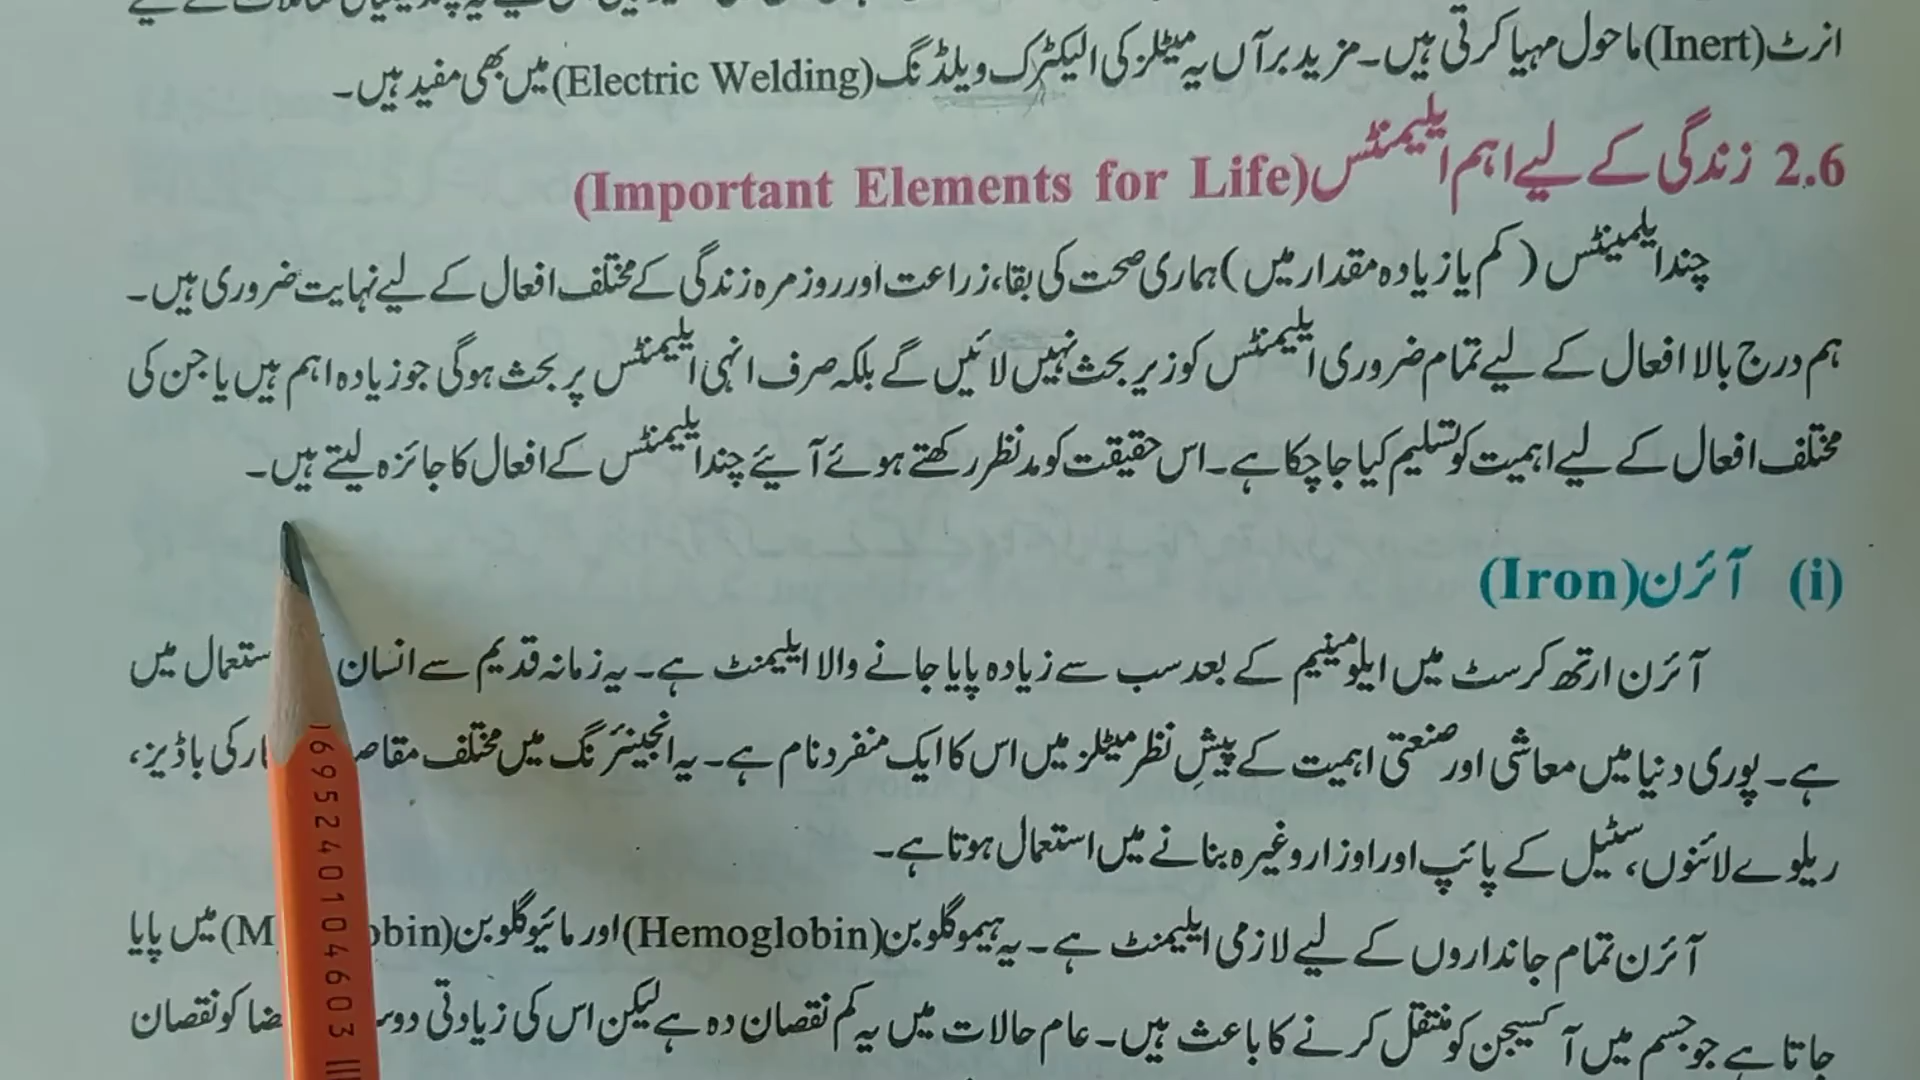 انرٹ(Inert)ماحول مہیا کرتی ہیں۔ مزید برآں یہ میٹلز کی الیکٹرک ویلڈنگ(Electric Welding)میں بھی مفید ہیں۔
2.6 زندگی کے لیے اہم ایلیمنٹس(Important Elements for Life)
چند ایلیمینٹس (کم یا زیادہ مقدار میں) ہماری صحت کی بقا، زراعت اور روزمرہ زندگی کے مختلف افعال کے لیے نہایت ضروری ہیں۔
ہم درج بالا افعال کے لیے تمام ضروری ایلیمنٹس کو زیر بحث نہیں لائیں گے بلکہ صرف انہی ایلیمنٹس پر بحث ہوگی جو زیادہ اہم ہیں یا جن کی
مختلف افعال کے لیے اہمیت کو تسلیم کیا جا چکا ہے۔ اس حقیقت کو مدنظر رکھتے ہوئے آیئے چند ایلیمنٹس کے افعال کا جائزہ لیتے ہیں۔
(i) آئرن(Iron)
آئرن ارتھ کرسٹ میں ایلومینیم کے بعد سب سے زیادہ پایا جانے والا ایلیمنٹ ہے۔ یہ زمانہ قدیم سے انسان میں
ہے۔ پوری دنیا میں معاشی اور صنعتی اہمیت کے پیشِ نظر میٹلز میں اس کا ایک منفرد نام ہے۔ یہ انجینئرنگ میں مختلف کی باڈیز،
ریلوے لائنوں، سٹیل کے پائپ اور اوزار وغیرہ بنانے میں استعمال ہوتا ہے۔
آئرن تمام جانداروں کے لیے لازمی ایلیمنٹ ہے۔ یہ ہیموگلوبن(Hemoglobin)اور مائیوگلوبن میں پایا
جاتا ہے جو جسم میں آکسیجن کو منتقل کرنے کا باعث ہیں۔ عام حالات میں یہ کم نقصان دہ ہے لیکن اس کی زیادتی کو نقصان
1695240104603